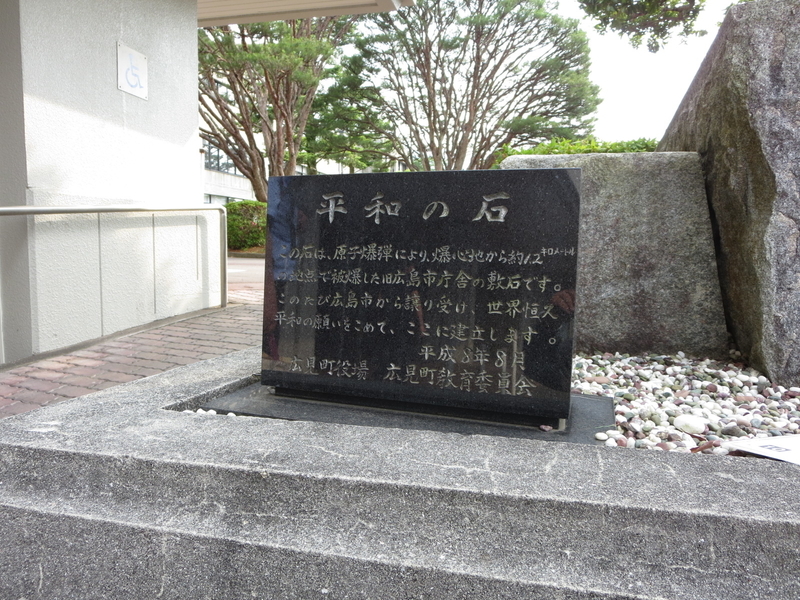 平和の石
この石は、原子爆弾により、爆心地から約1.2キロメートル
の地点で被爆した旧広島市庁舎の敷石です。
このたび広島市から譲り受け、世界恒久
平和の願いをこめて、ここに建立します。
平成8年8月
広見町役場 広見町教育委員会